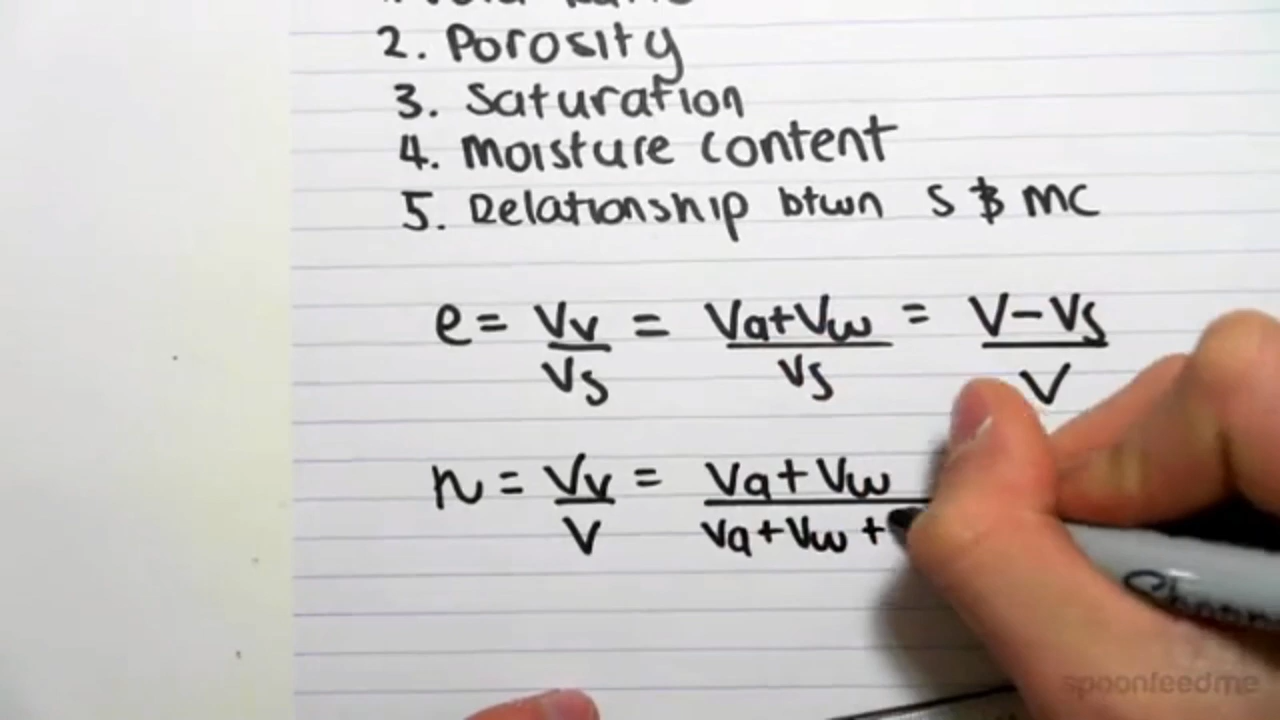 2. Porosity
3. Saturation
4. Moisture content
5. Relationship btwn S & MC
e = Vv/Vs = Va+Vw/Vs = V-Vs/V
n = Vv/V = Va+Vw/Va+Vw+
spoonfeedme